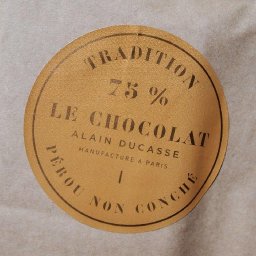 TRADITION
75 %
LE CHOCOLAT
ALAIN DUCASSE
MANUFACTURE À PARIS
PÉROU NON CONCHÉ